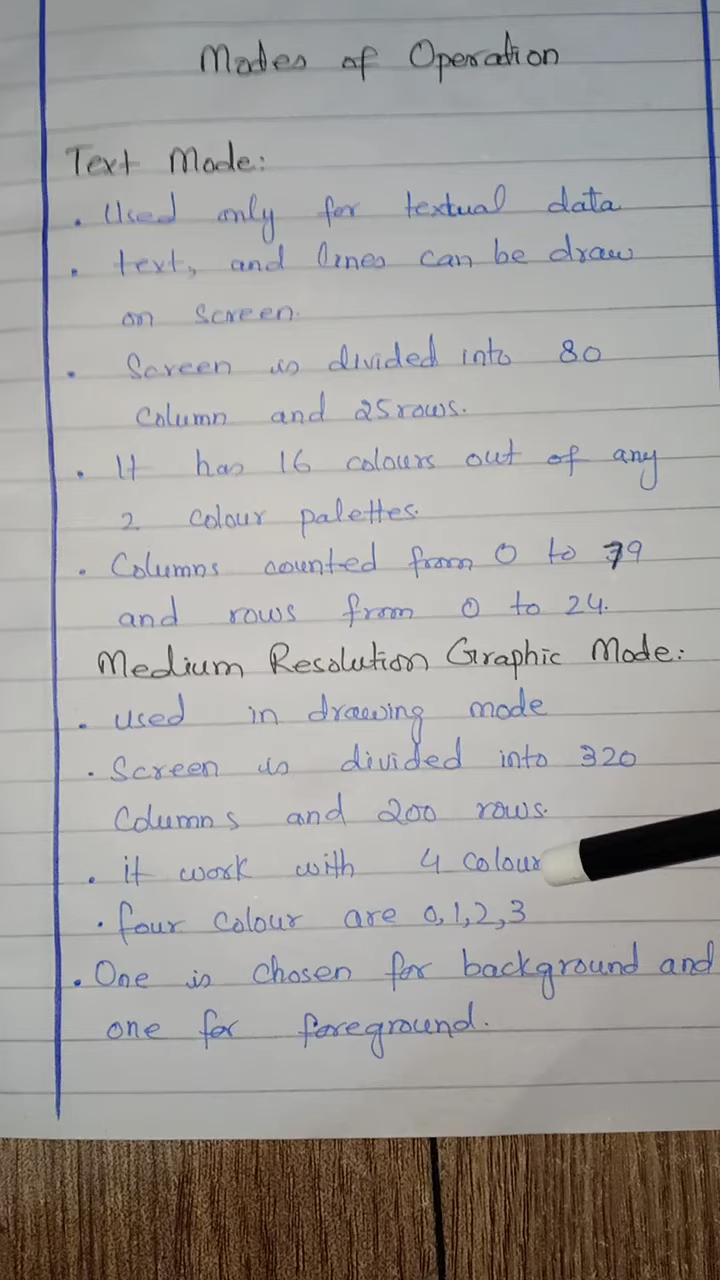 Modes of Operation
Text Mode:
. Used only for textual data
. text, and lines can be draw
on screen.
. Screen is divided into 80
Column and 25 rows.
. It has 16 colours out of any
2 colour palettes.
. Columns counted from 0 to 79
and rows from 0 to 24.
Medium Resolution Graphic Mode:
. used in drawing mode
. Screen is divided into 320
Columns and 200 rows.
. it work with 4 colour
. four colour are 0,1,2,3
. One is chosen for background and
one for foreground.